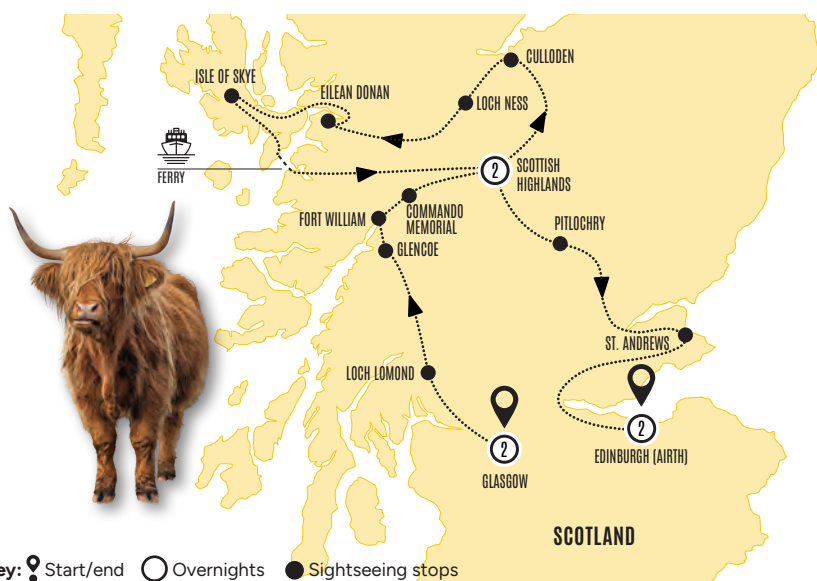 CULLODEN
ISLE OF SKYE
EILEAN DONAN
LOCH NESS
FERRY
2
SCOTTISH
HIGHLANDS
COMMANDO
MEMORIAL
FORT WILLIAM
PITLOCHRY
GLENCOE
ST. ANDREWS
LOCH LOMOND
2
GLASGOW
2
EDINBURGH (AIRTH)
SCOTLAND
ey: Start/end Overnights Sightseeing stops